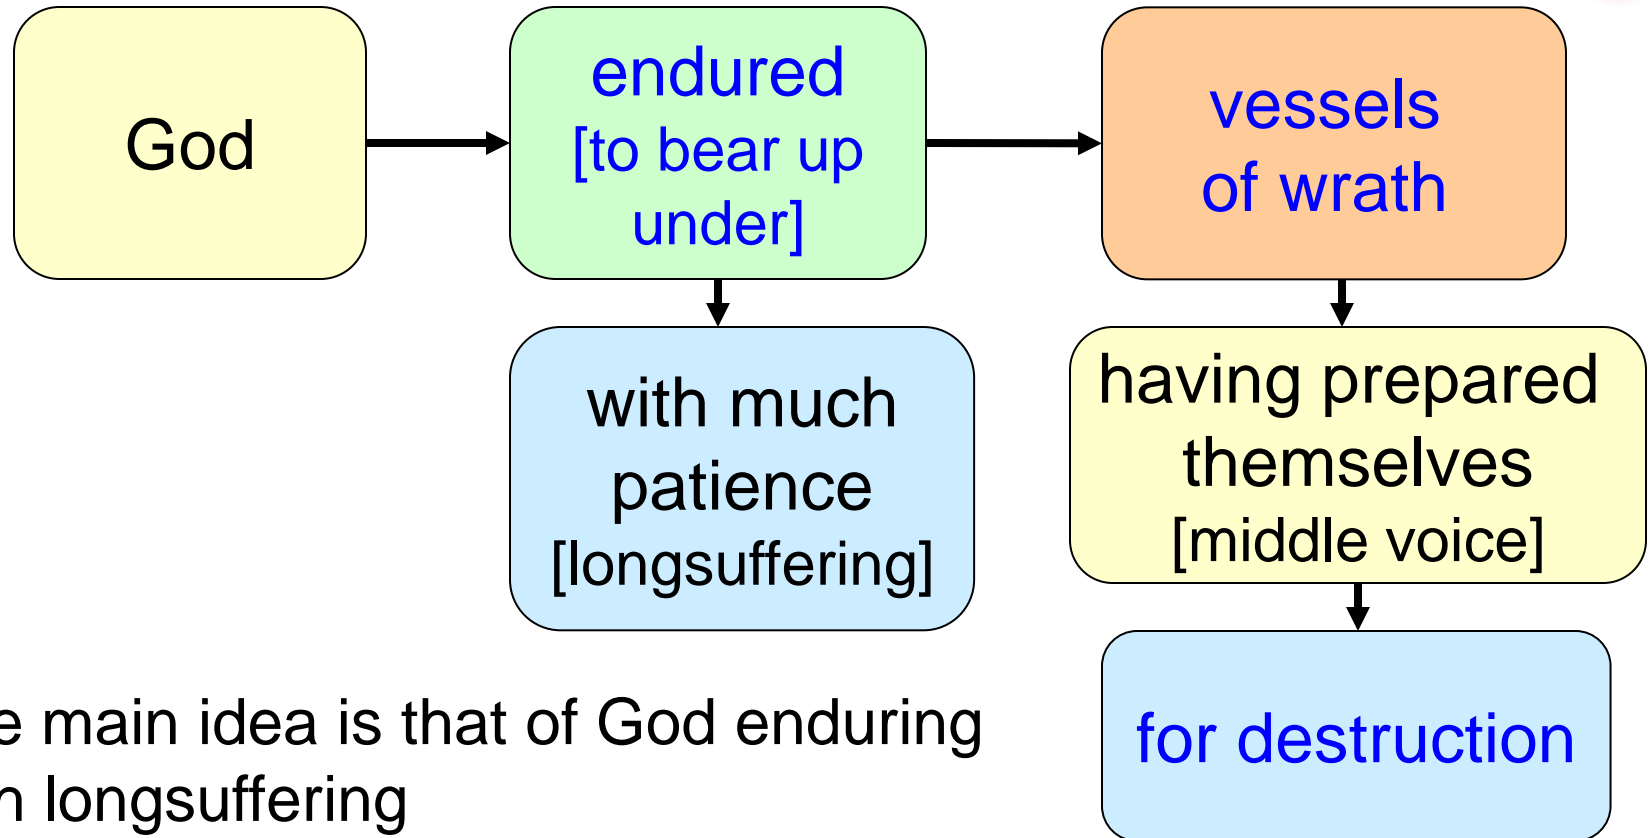 God
endured
[to bear up
under]
vessels
of wrath
with much
patience
[longsuffering]
having prepared
themselves
[middle voice]
for destruction
e main idea is that of God enduring
n longsuffering